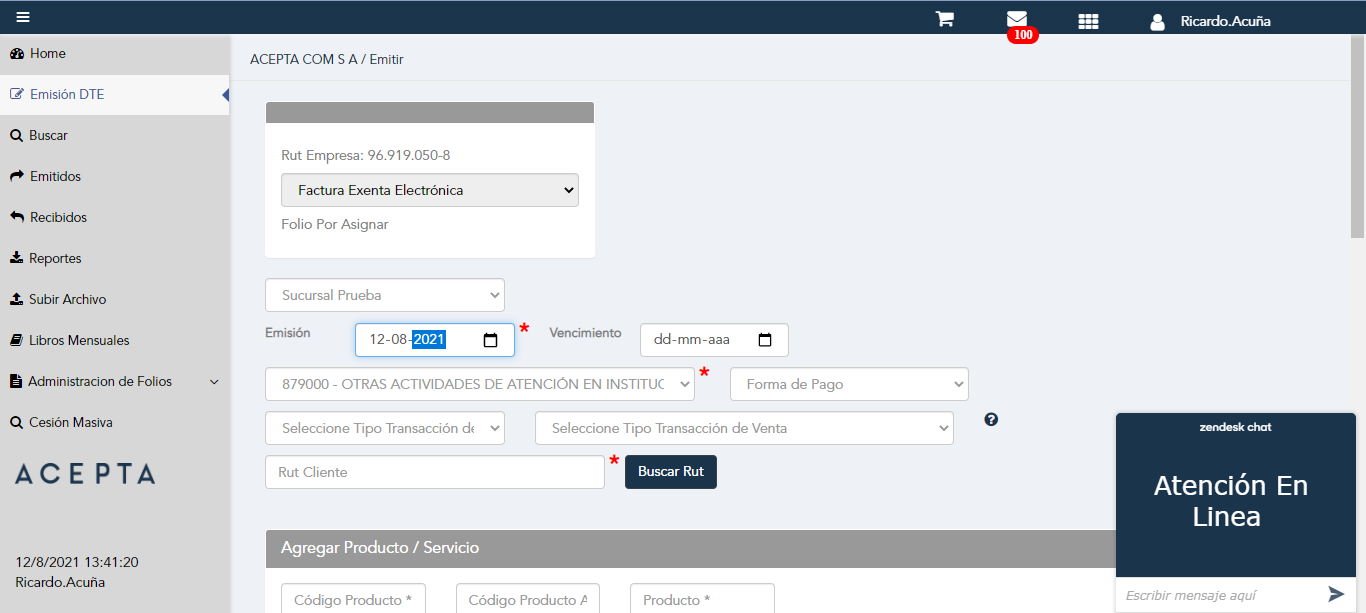 100
Ricardo.Acuña
Home
Emisión DTE
Buscar
Emitidos
Recibidos
Reportes
Subir Archivo
Libros Mensuales
Administracion de Folios
Cesión Masiva
ACEPTA
12/8/2021 13:41:20
Ricardo.Acuña
ACEPTA COM S A / Emitir
Rut Empresa: 96.919.050-8
Factura Exenta Electrónica
Folio Por Asignar
Sucursal Prueba
Emisión 12-08-2021 * Vencimiento dd-mm-aaa
879000 - OTRAS ACTIVIDADES DE ATENCIÓN EN INSTITUC * Forma de Pago
Seleccione Tipo Transacción de Seleccione Tipo Transacción de Venta ?
Rut Cliente * Buscar Rut
Agregar Producto / Servicio
Código Producto * Código Producto A Producto *
zendesk chat
Atención En
Linea
Escribir mensaje aquí